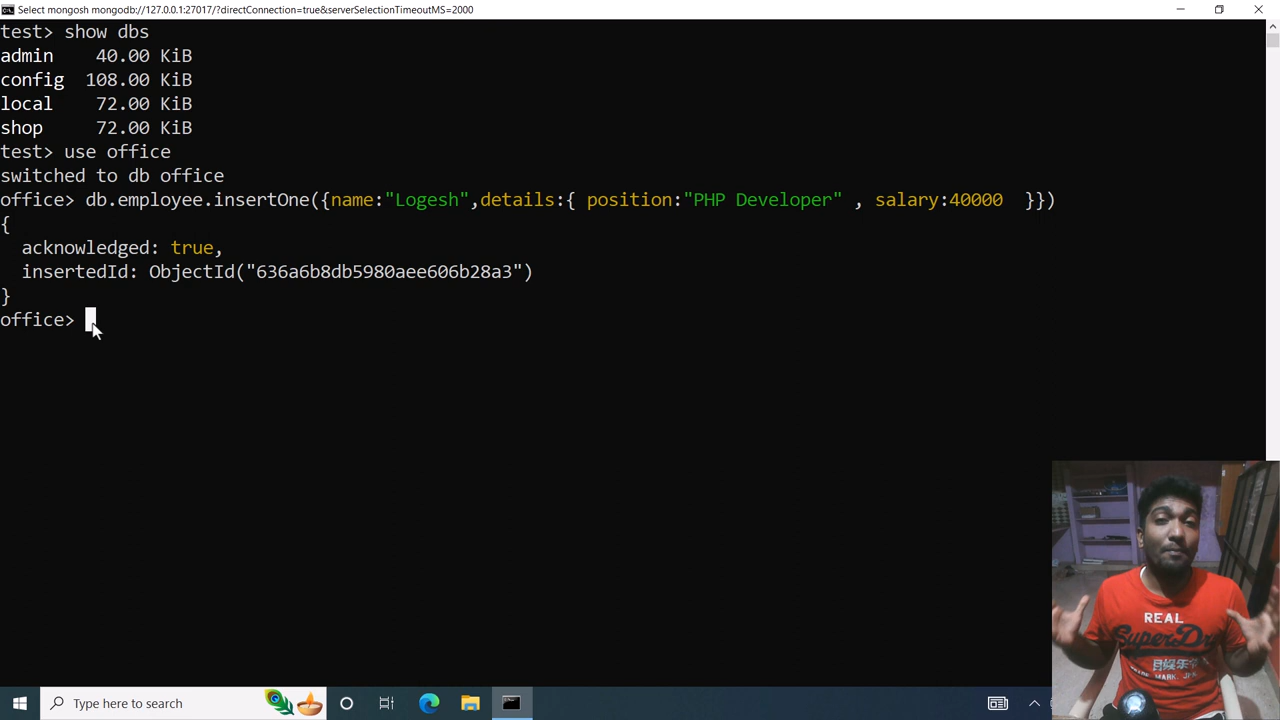 Select mongosh mongodb://127.0.0.1:27017/?directConnection=true&serverSelectionTimeoutMS=2000
test> show dbs
admin    40.00 KiB
config  108.00 KiB
local    72.00 KiB
shop     72.00 KiB
test> use office
switched to db office
office> db.employee.insertOne({name:"Logesh",details:{ position:"PHP Developer" , salary:40000  }})
{
  acknowledged: true,
  insertedId: ObjectId("636a6b8db5980aee606b28a3")
}
office>
REAL
SuperDr
TRADE MARK. J
Type here to search